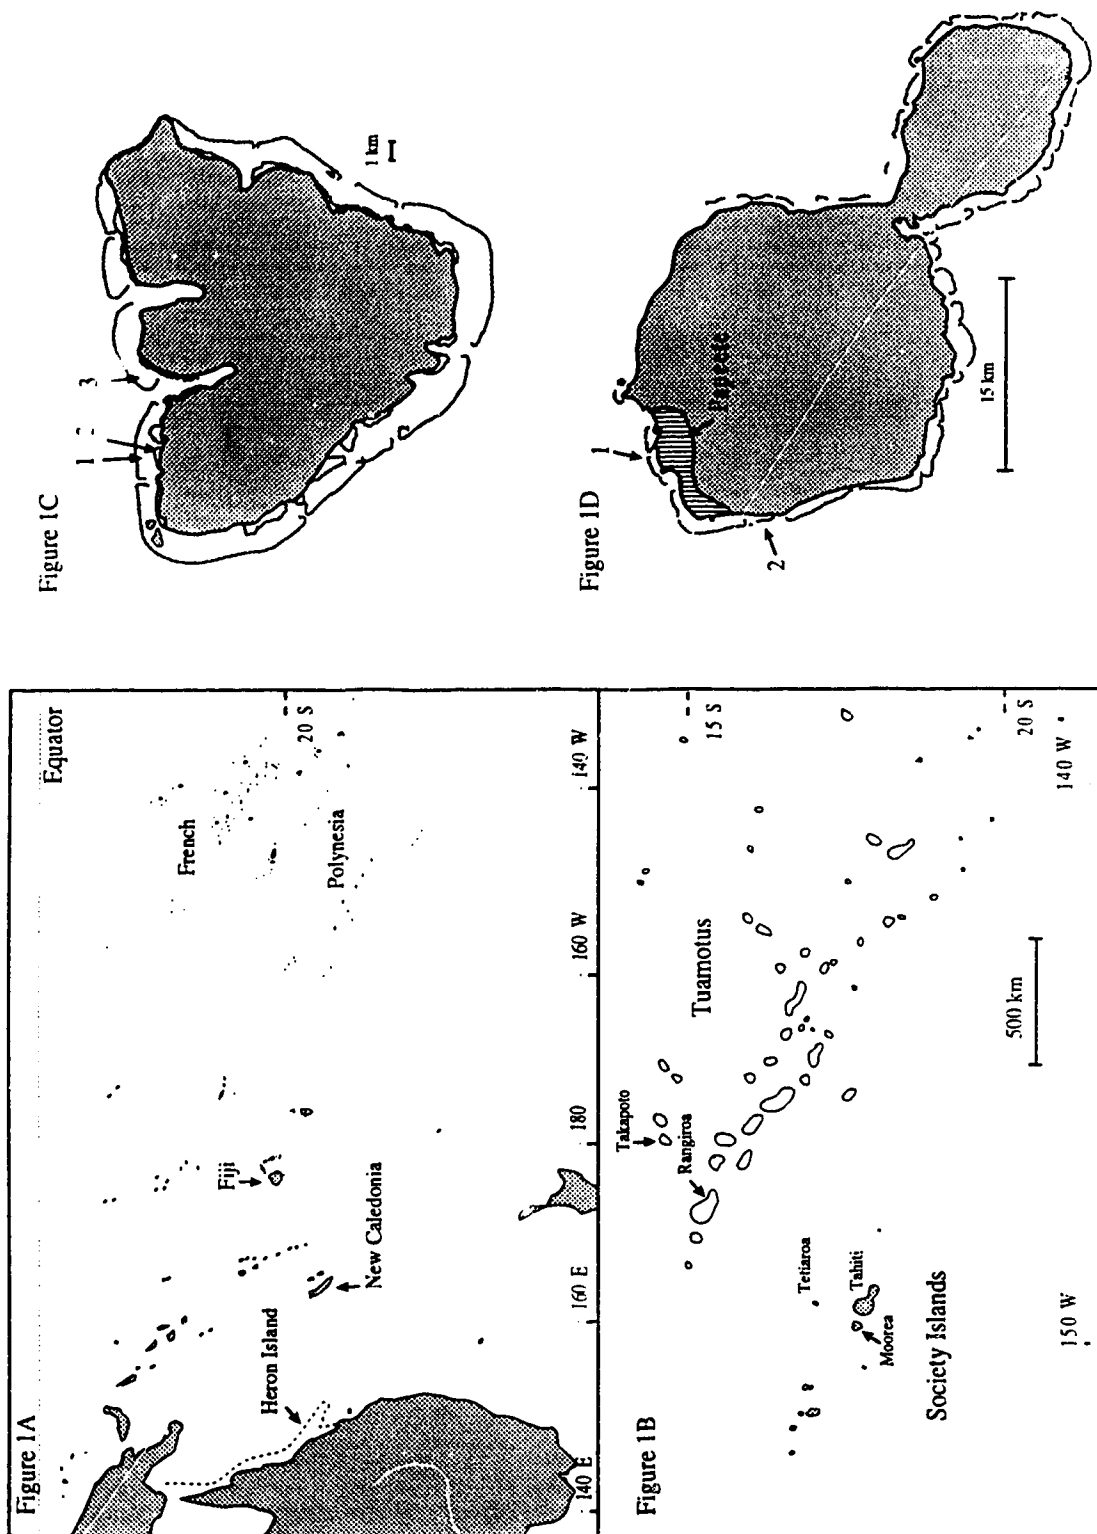 Figure 1A
Equator
French
Polynesia
20 S
Fiji
New Caledonia
Heron Island
140 E
160 E
180
160 W
140 W
Figure 1B
Takapoto
Rangiroa
Tuamotus
15 S
Tetiaroa
Tahiti
Moorea
Society Islands
500 km
20 S
150 W
140 W
Figure 1C
1
2
3
1 km
Figure 1D
1
Papeete
2
15 km